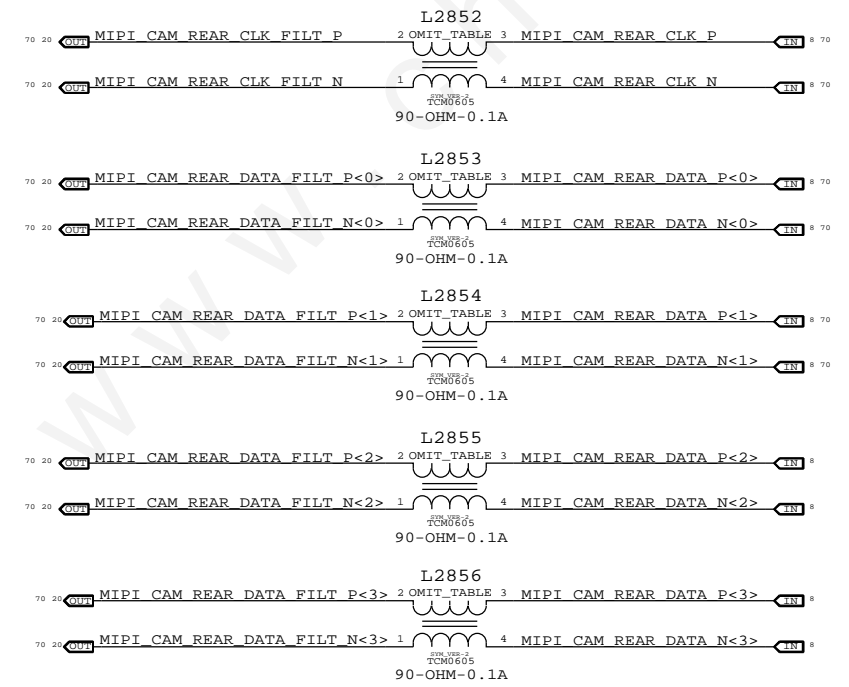 L2852
70 20 OUT MIPI_CAM_REAR_CLK_FILT_P 2 OMIT_TABLE 3 MIPI_CAM_REAR_CLK_P IN 8 70
70 20 OUT MIPI_CAM_REAR_CLK_FILT_N 1 4 MIPI_CAM_REAR_CLK_N IN 8 70
SYM_VER-2
TCM0605
90-OHM-0.1A
L2853
70 20 OUT MIPI_CAM_REAR_DATA_FILT_P<0> 2 OMIT_TABLE 3 MIPI_CAM_REAR_DATA_P<0> IN 8 70
70 20 OUT MIPI_CAM_REAR_DATA_FILT_N<0> 1 4 MIPI_CAM_REAR_DATA_N<0> IN 8 70
SYM_VER-2
TCM0605
90-OHM-0.1A
L2854
70 20 OUT MIPI_CAM_REAR_DATA_FILT_P<1> 2 OMIT_TABLE 3 MIPI_CAM_REAR_DATA_P<1> IN 8 70
70 20 OUT MIPI_CAM_REAR_DATA_FILT_N<1> 1 4 MIPI_CAM_REAR_DATA_N<1> IN 8 70
SYM_VER-2
TCM0605
90-OHM-0.1A
L2855
70 20 OUT MIPI_CAM_REAR_DATA_FILT_P<2> 2 OMIT_TABLE 3 MIPI_CAM_REAR_DATA_P<2> IN 8
70 20 OUT MIPI_CAM_REAR_DATA_FILT_N<2> 1 4 MIPI_CAM_REAR_DATA_N<2> IN 8
SYM_VER-2
TCM0605
90-OHM-0.1A
L2856
70 20 OUT MIPI_CAM_REAR_DATA_FILT_P<3> 2 OMIT_TABLE 3 MIPI_CAM_REAR_DATA_P<3> IN 8
70 20 OUT MIPI_CAM_REAR_DATA_FILT_N<3> 1 4 MIPI_CAM_REAR_DATA_N<3> IN 8
SYM_VER-2
TCM0605
90-OHM-0.1A